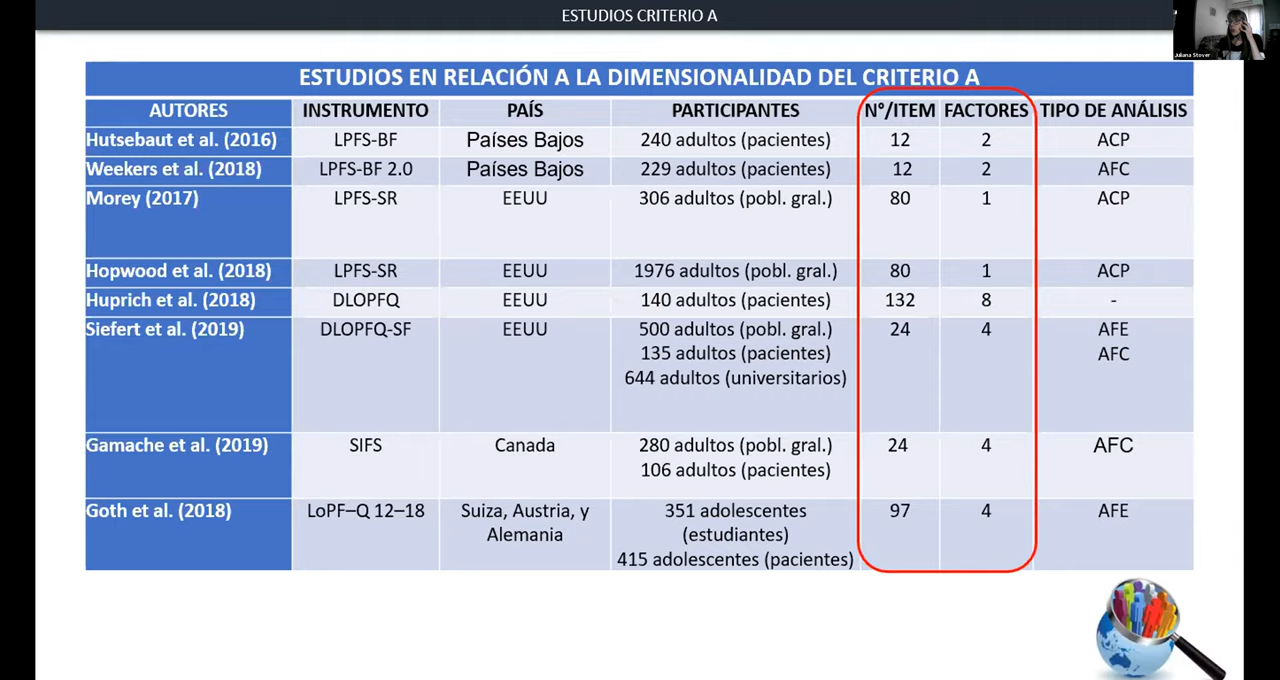 ESTUDIOS CRITERIO A
Juliana Stover
ESTUDIOS EN RELACIÓN A LA DIMENSIONALIDAD DEL CRITERIO A
AUTORES INSTRUMENTO PAÍS PARTICIPANTES N°/ITEM FACTORES TIPO DE ANÁLISIS
Hutsebaut et al. (2016) LPFS-BF Países Bajos 240 adultos (pacientes) 12 2 ACP
Weekers et al. (2018) LPFS-BF 2.0 Países Bajos 229 adultos (pacientes) 12 2 AFC
Morey (2017) LPFS-SR EEUU 306 adultos (pobl. gral.) 80 1 ACP
Hopwood et al. (2018) LPFS-SR EEUU 1976 adultos (pobl. gral.) 80 1 ACP
Huprich et al. (2018) DLOPFQ EEUU 140 adultos (pacientes) 132 8 -
Siefert et al. (2019) DLOPFQ-SF EEUU 500 adultos (pobl. gral.) 24 4 AFE
135 adultos (pacientes) AFC
644 adultos (universitarios)
Gamache et al. (2019) SIFS Canada 280 adultos (pobl. gral.) 24 4 AFC
106 adultos (pacientes)
Goth et al. (2018) LoPF–Q 12–18 Suiza, Austria, y 351 adolescentes 97 4 AFE
Alemania (estudiantes)
415 adolescentes (pacientes)